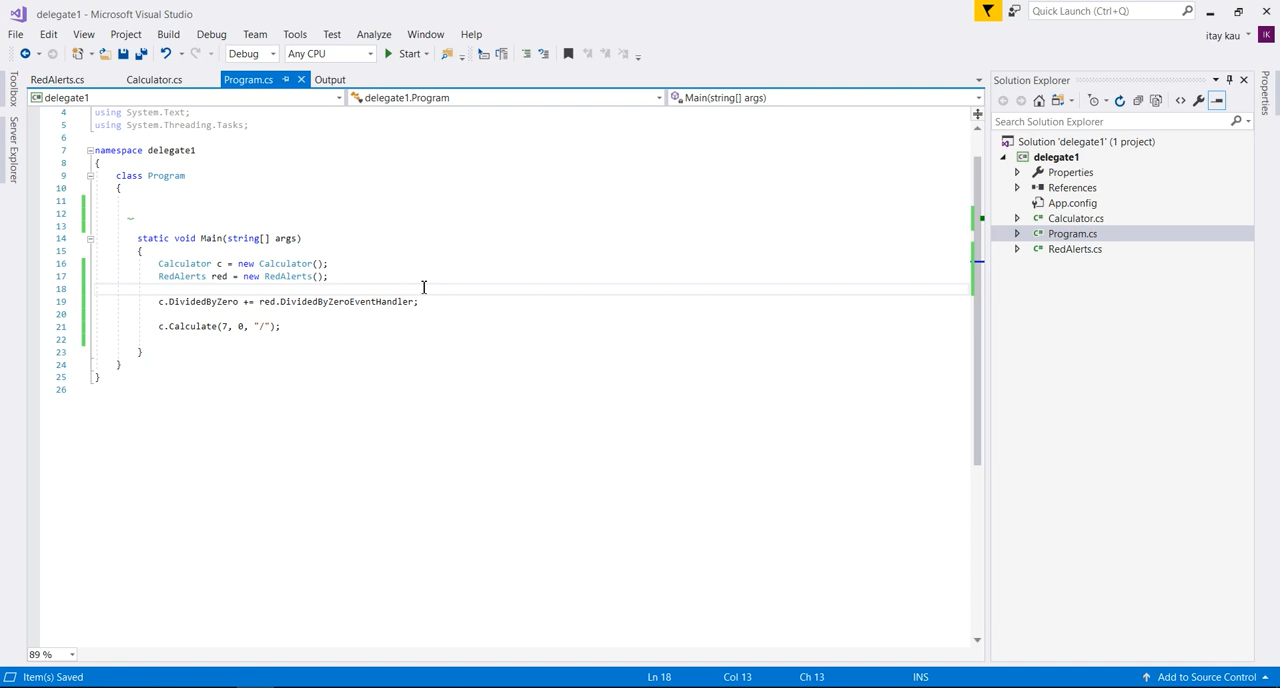 delegate1 - Microsoft Visual Studio
Quick Launch (Ctrl+Q)
File Edit View Project Build Debug Team Tools Test Analyze Window Help
itay kau IK
Debug Any CPU Start
Toolbox
Server Explorer
RedAlerts.cs Calculator.cs Program.cs Output
delegate1 delegate1.Program Main(string[] args)
4 using System.Text;
5 using System.Threading.Tasks;
6
7 namespace delegate1
8 {
9 class Program
10 {
11
12
13
14 static void Main(string[] args)
15 {
16 Calculator c = new Calculator();
17 RedAlerts red = new RedAlerts();
18
19 c.DividedByZero += red.DividedByZeroEventHandler;
20
21 c.Calculate(7, 0, "/");
22
23 }
24 }
25 }
26
89 %
Solution Explorer
Search Solution Explorer
Solution 'delegate1' (1 project)
delegate1
Properties
References
App.config
Calculator.cs
Program.cs
RedAlerts.cs
Properties
Item(s) Saved Ln 18 Col 13 Ch 13 INS Add to Source Control